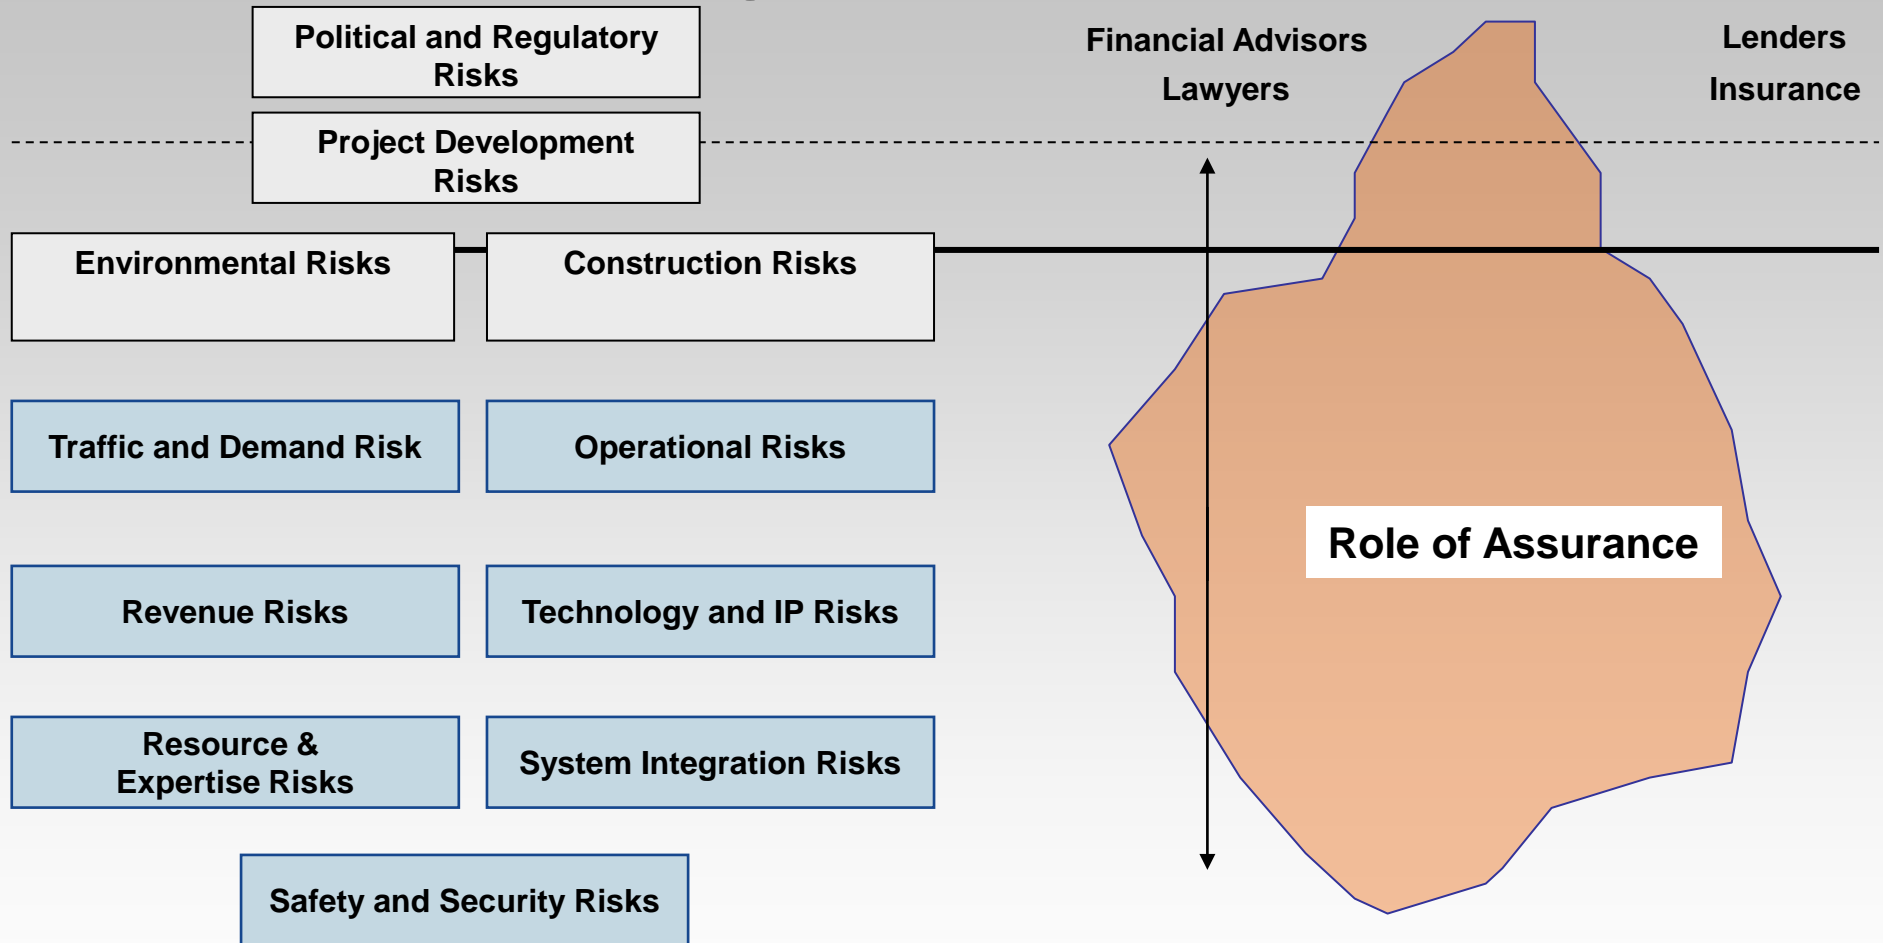 Political and Regulatory
Risks
Financial Advisors
Lawyers
Lenders
Insurance
Project Development
Risks
Environmental Risks
Construction Risks
Traffic and Demand Risk
Operational Risks
Role of Assurance
Revenue Risks
Technology and IP Risks
Resource &
Expertise Risks
System Integration Risks
Safety and Security Risks